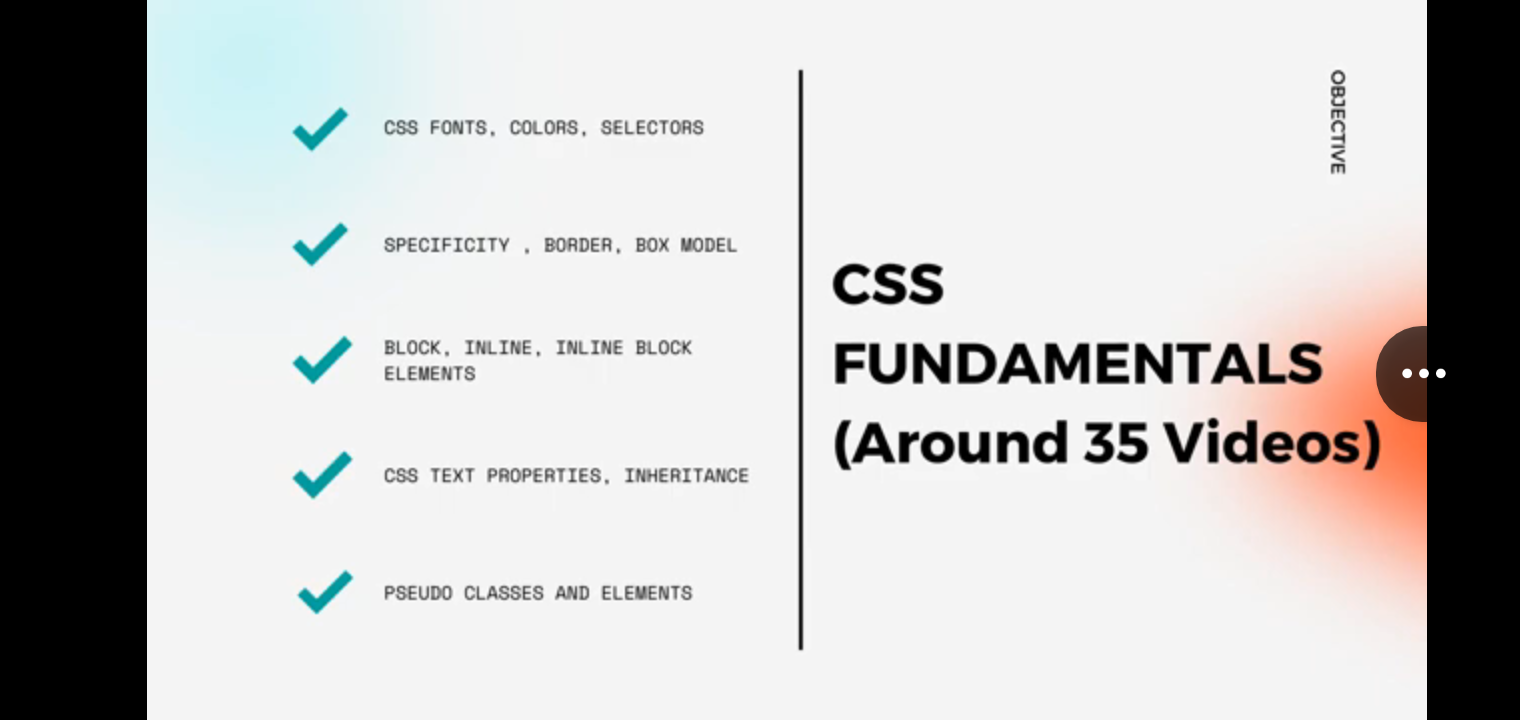 CSS FONTS, COLORS, SELECTORS
SPECIFICITY , BORDER, BOX MODEL
BLOCK, INLINE, INLINE BLOCK
ELEMENTS
CSS TEXT PROPERTIES, INHERITANCE
PSEUDO CLASSES AND ELEMENTS
OBJECTIVE
CSS
FUNDAMENTALS
(Around 35 Videos)